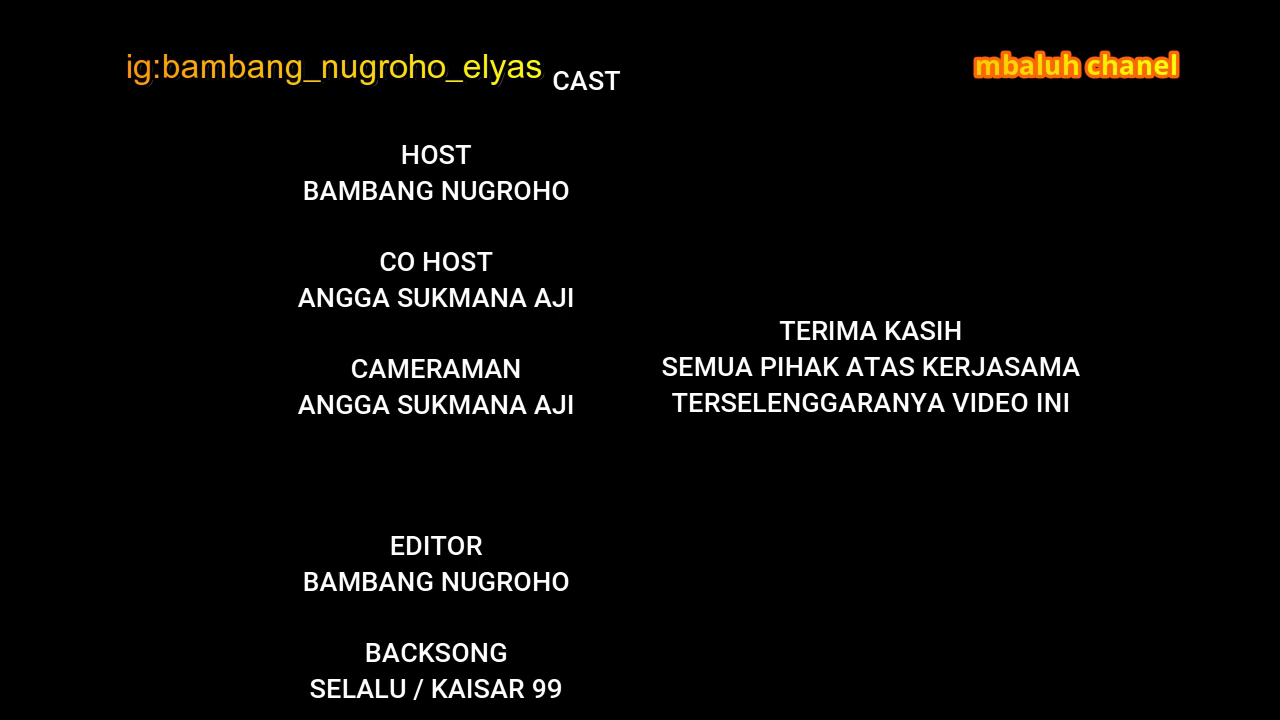 ig:bambang_nugroho_elyas
CAST
mbaluh chanel
HOST
BAMBANG NUGROHO
CO HOST
ANGGA SUKMANA AJI
CAMERAMAN
ANGGA SUKMANA AJI
EDITOR
BAMBANG NUGROHO
BACKSONG
SELALU / KAISAR 99
TERIMA KASIH
SEMUA PIHAK ATAS KERJASAMA
TERSELENGGARANYA VIDEO INI